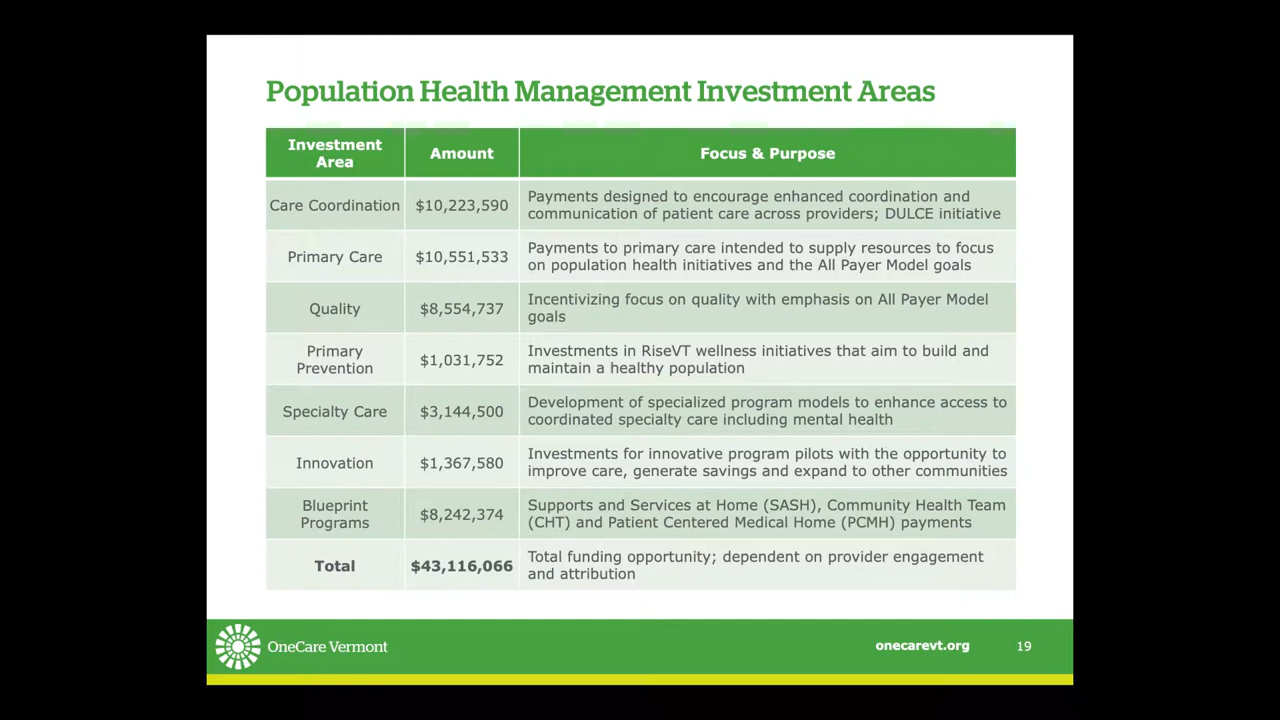 Population Health Management Investment Areas
Investment
Area
Amount
Focus & Purpose
Care Coordination
$10,223,590
Payments designed to encourage enhanced coordination and
communication of patient care across providers; DULCE initiative
Primary Care
$10,551,533
Payments to primary care intended to supply resources to focus
on population health initiatives and the All Payer Model goals
Quality
$8,554,737
Incentivizing focus on quality with emphasis on All Payer Model
goals
Primary
Prevention
$1,031,752
Investments in RiseVT wellness initiatives that aim to build and
maintain a healthy population
Specialty Care
$3,144,500
Development of specialized program models to enhance access to
coordinated specialty care including mental health
Innovation
$1,367,580
Investments for innovative program pilots with the opportunity to
improve care, generate savings and expand to other communities
Blueprint
Programs
$8,242,374
Supports and Services at Home (SASH), Community Health Team
(CHT) and Patient Centered Medical Home (PCMH) payments
Total
$43,116,066
Total funding opportunity; dependent on provider engagement
and attribution
OneCare Vermont
onecarevt.org
19